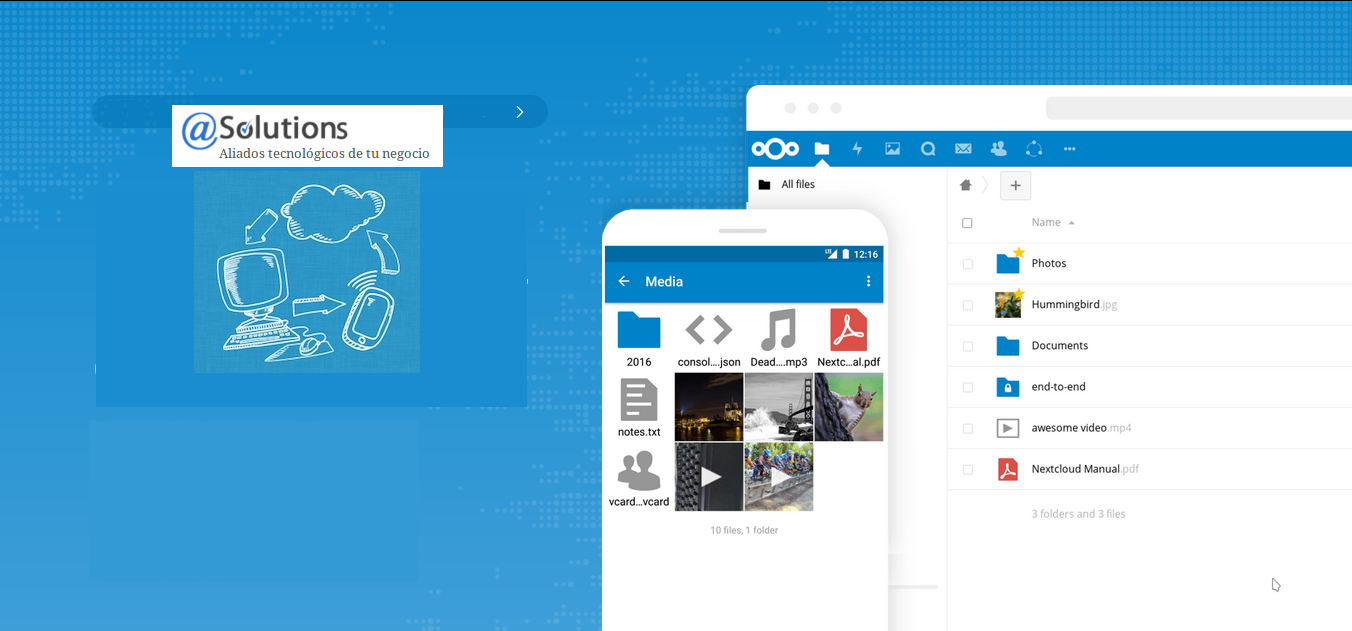 @Solutions
Aliados tecnológicos de tu negocio
All files
Name
Photos
Hummingbird.jpg
Documents
end-to-end
awesome video.mp4
Nextcloud Manual.pdf
3 folders and 3 files
LTE 12:16
Media
2016
consol....json
Dead....mp3
Nextc...al.pdf
notes.txt
vcard...vcard
10 files, 1 folder